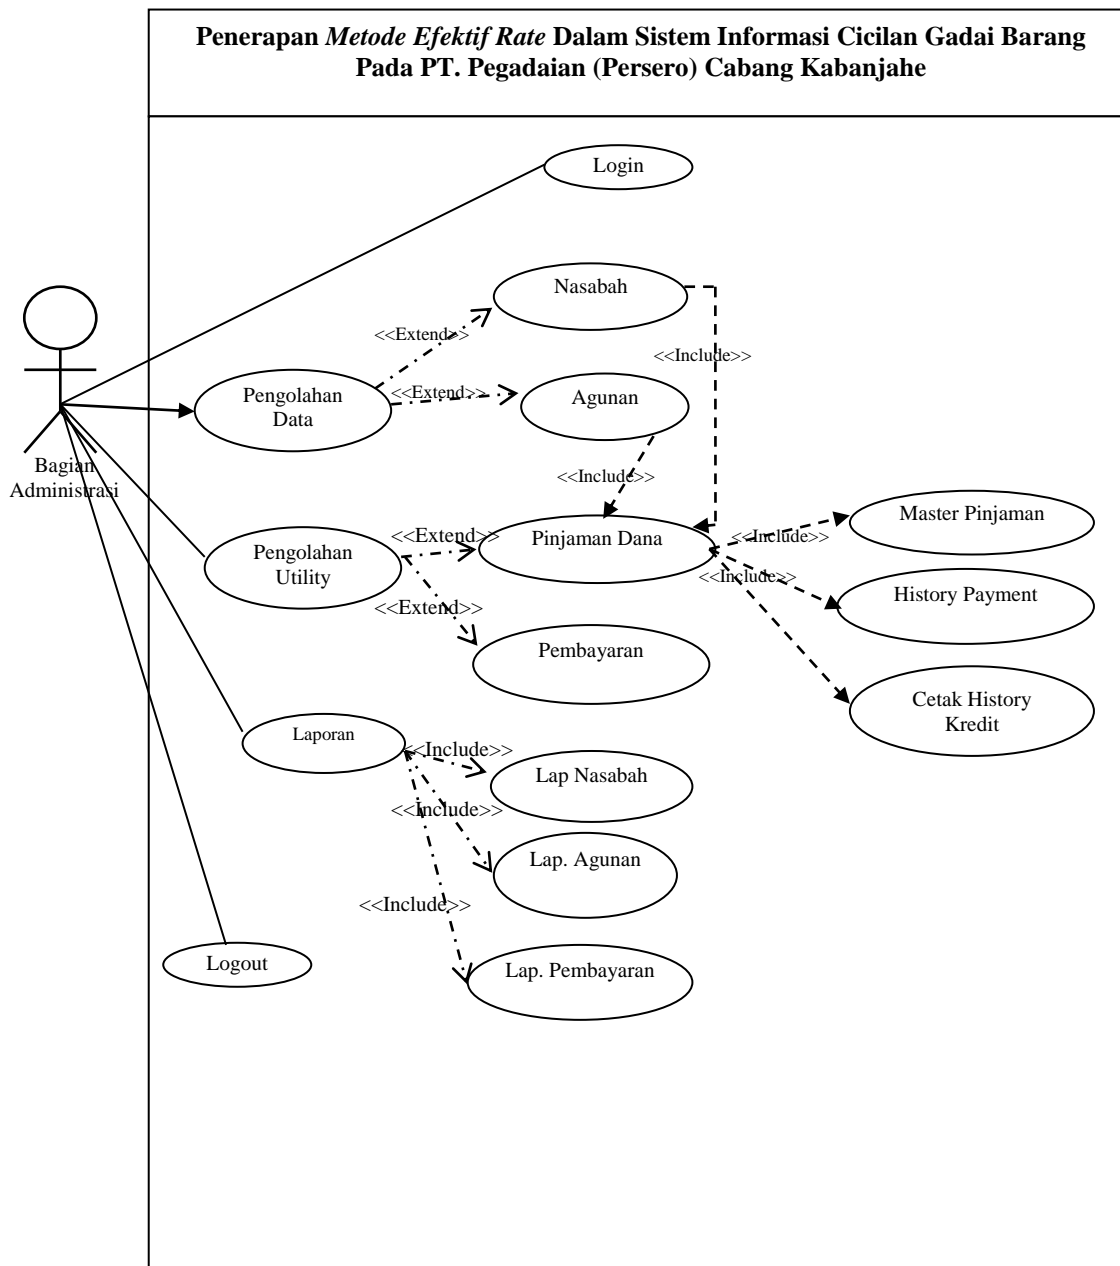 Penerapan Metode Efektif Rate Dalam Sistem Informasi Cicilan Gadai Barang
Pada PT. Pegadaian (Persero) Cabang Kabanjahe
Login
Nasabah
<<Extend>>
<<Include>>
Pengolahan
Data
<<Extend>>
Agunan
Bagian
Administrasi
<<Include>>
Pengolahan
Utility
<<Extend>>
Pinjaman Dana
<<Include>>
Master Pinjaman
<<Include>>
History Payment
<<Extend>>
Pembayaran
Cetak History
Kredit
Laporan
<<Include>>
Lap Nasabah
<<Include>>
Lap. Agunan
<<Include>>
Logout
Lap. Pembayaran